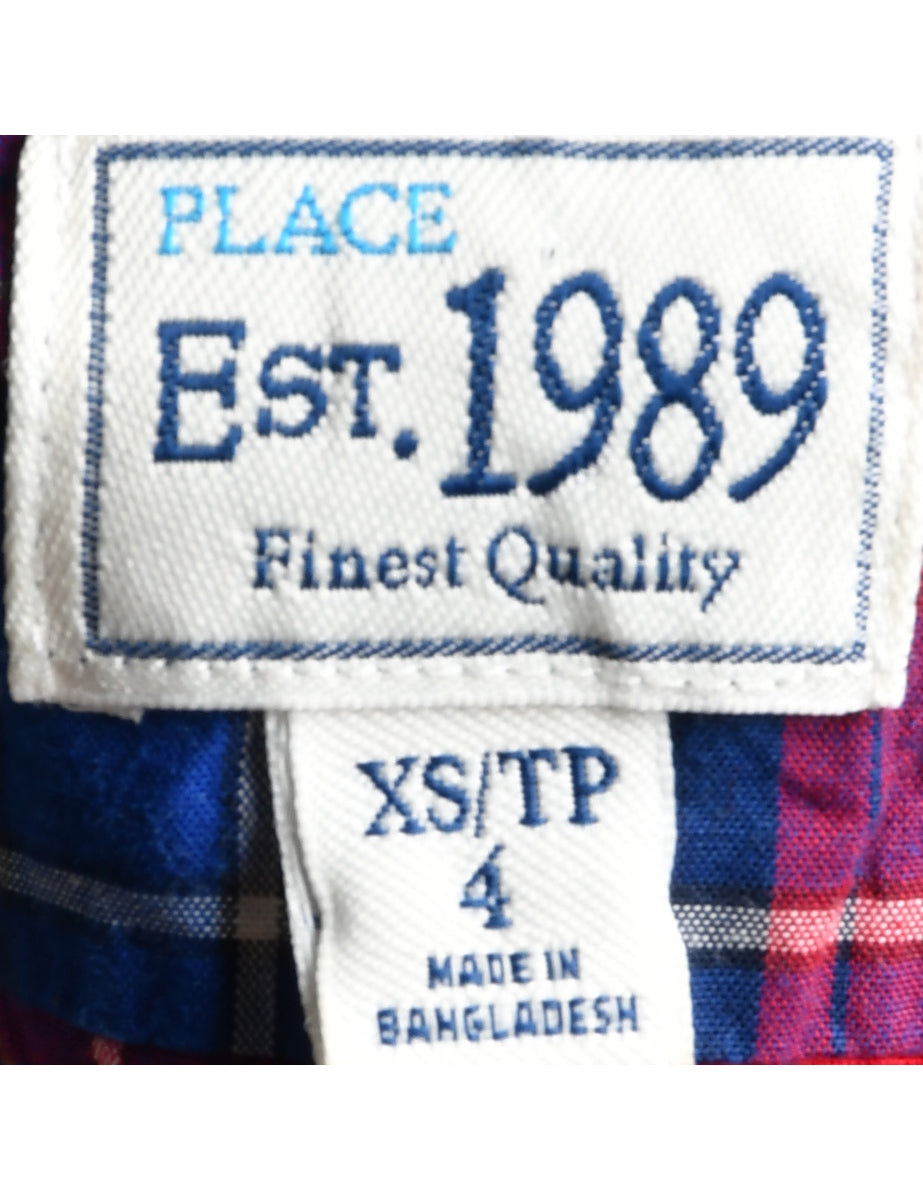 PLACE
EST. 1989
Finest Quality
XS/TP
4
MADE IN
BANGLADESH